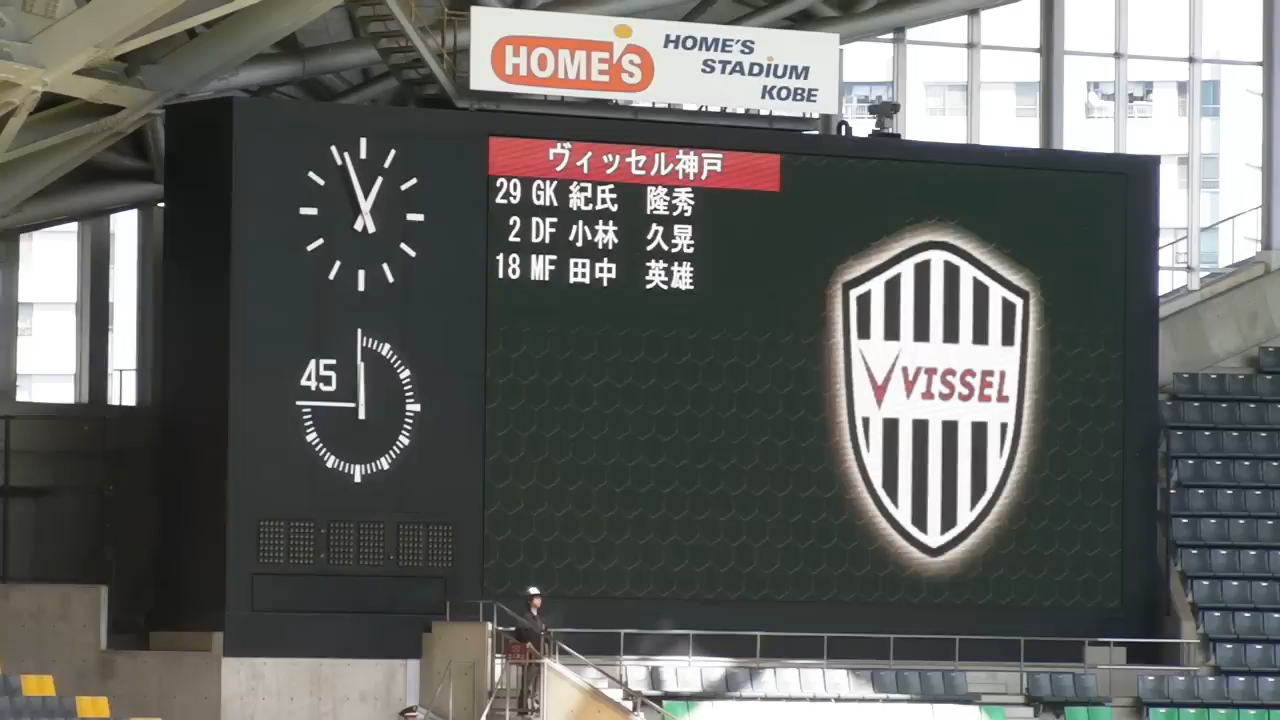 HOME'S
HOME'S
STADiUM
KOBE
ヴィッセル神戸
29 GK 紀氏 隆秀
2 DF 小林 久晃
18 MF 田中 英雄
45
VISSEL